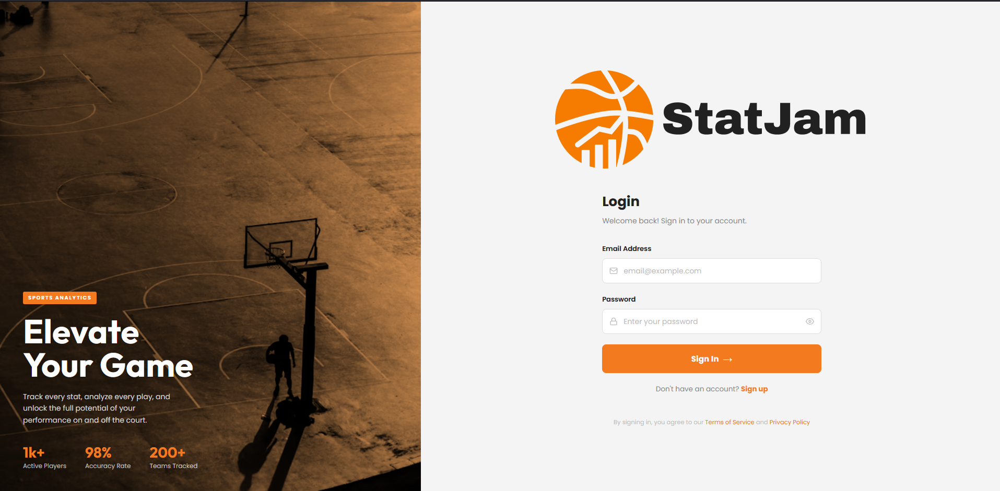 SPORTS ANALYTICS
Elevate
Your Game
Track every stat, analyze every play, and
unlock the full potential of your
performance on and off the court.
1k+
Active Players
98%
Accuracy Rate
200+
Teams Tracked
StatJam
Login
Welcome back! Sign in to your account.
Email Address
email@example.com
Password
Enter your password
Sign In →
Don't have an account? Sign up
By signing in, you agree to our Terms of Service and Privacy Policy